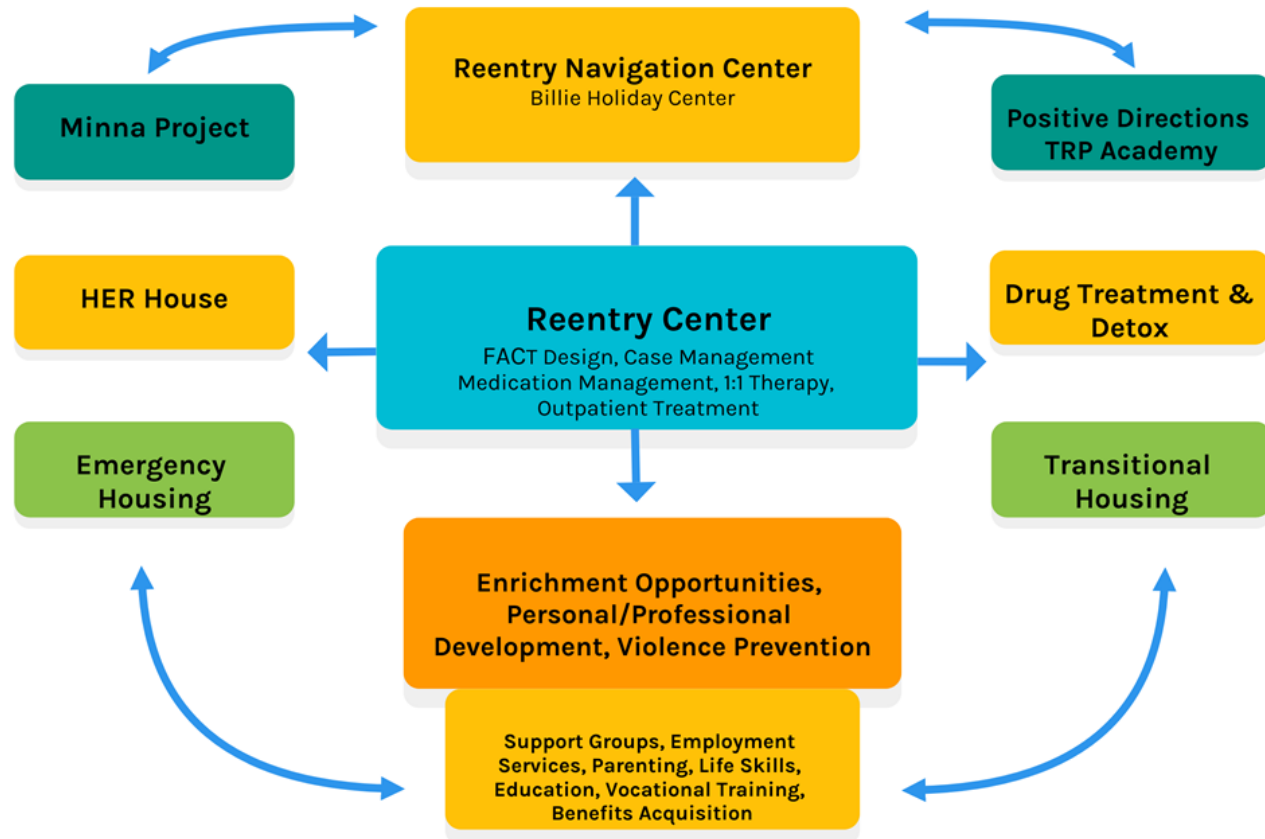 Reentry Navigation Center
Billie Holiday Center
Minna Project
Positive Directions
TRP Academy
HER House
Reentry Center
FACT Design, Case Management
Medication Management, 1:1 Therapy,
Outpatient Treatment
Drug Treatment &
Detox
Emergency
Housing
Transitional
Housing
Enrichment Opportunities,
Personal/Professional
Development, Violence Prevention
Support Groups, Employment
Services, Parenting, Life Skills,
Education, Vocational Training,
Benefits Acquisition